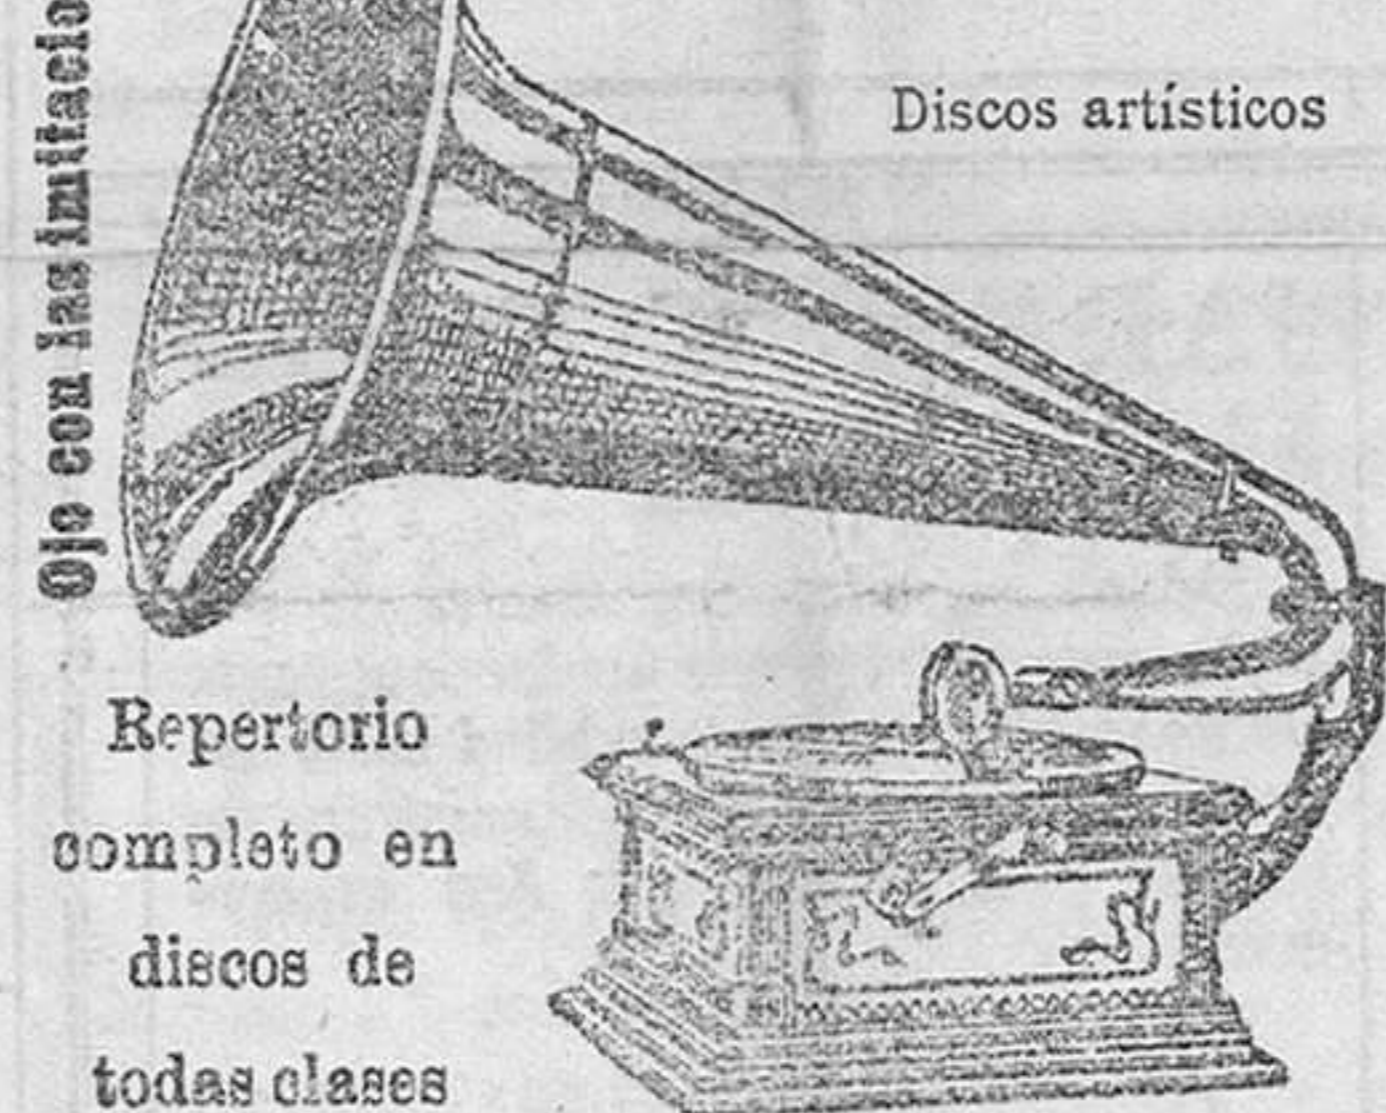 Ojo con las imitacio
Discos artísticos
Repertorio
completo en
discos de
todas clases